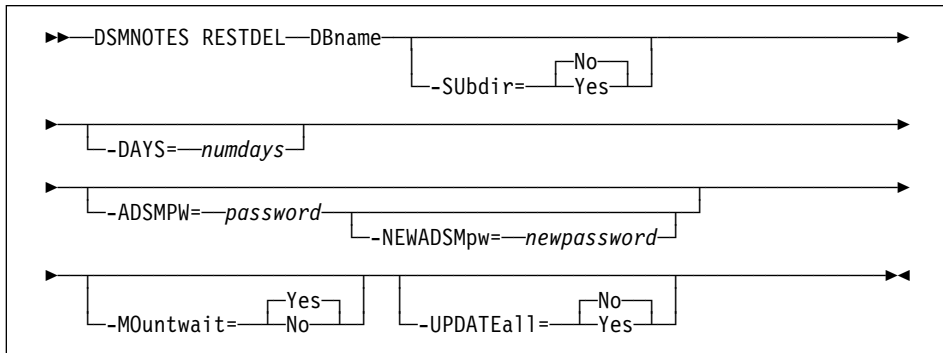 DSMNOTES RESTDEL DBname
No
-SUbdir= Yes
-DAYS= numdays
-ADSMPW= password
-NEWADSMpw= newpassword
Yes No
-MOuntwait= No -UPDATEall= Yes